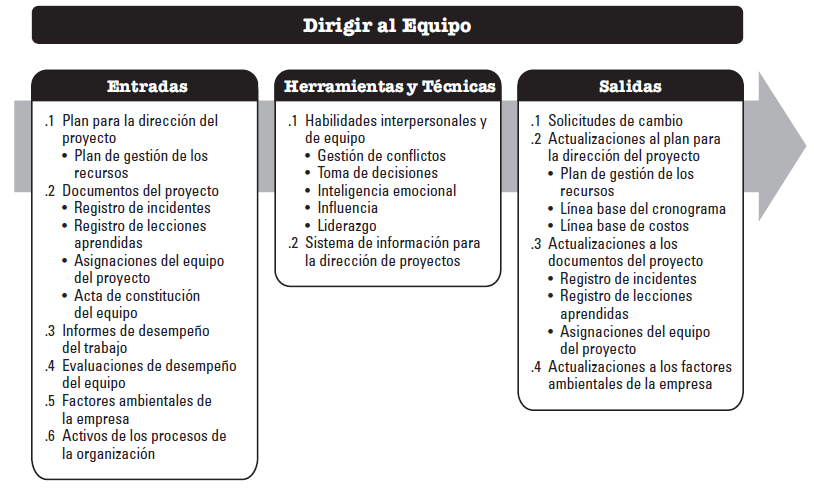 Dirigir al Equipo
Entradas
.1 Plan para la dirección del
proyecto
• Plan de gestión de los
recursos
.2 Documentos del proyecto
• Registro de incidentes
• Registro de lecciones
aprendidas
• Asignaciones del equipo
del proyecto
• Acta de constitución
del equipo
.3 Informes de desempeño
del trabajo
.4 Evaluaciones de desempeño
del equipo
.5 Factores ambientales de
la empresa
.6 Activos de los procesos de
la organización
Herramientas y Técnicas
.1 Habilidades interpersonales y
de equipo
• Gestión de conflictos
• Toma de decisiones
• Inteligencia emocional
• Influencia
• Liderazgo
.2 Sistema de información para
la dirección de proyectos
Salidas
.1 Solicitudes de cambio
.2 Actualizaciones al plan para
la dirección del proyecto
• Plan de gestión de los
recursos
• Línea base del cronograma
• Línea base de costos
.3 Actualizaciones a los
documentos del proyecto
• Registro de incidentes
• Registro de lecciones
aprendidas
• Asignaciones del equipo
del proyecto
.4 Actualizaciones a los factores
ambientales de la empresa